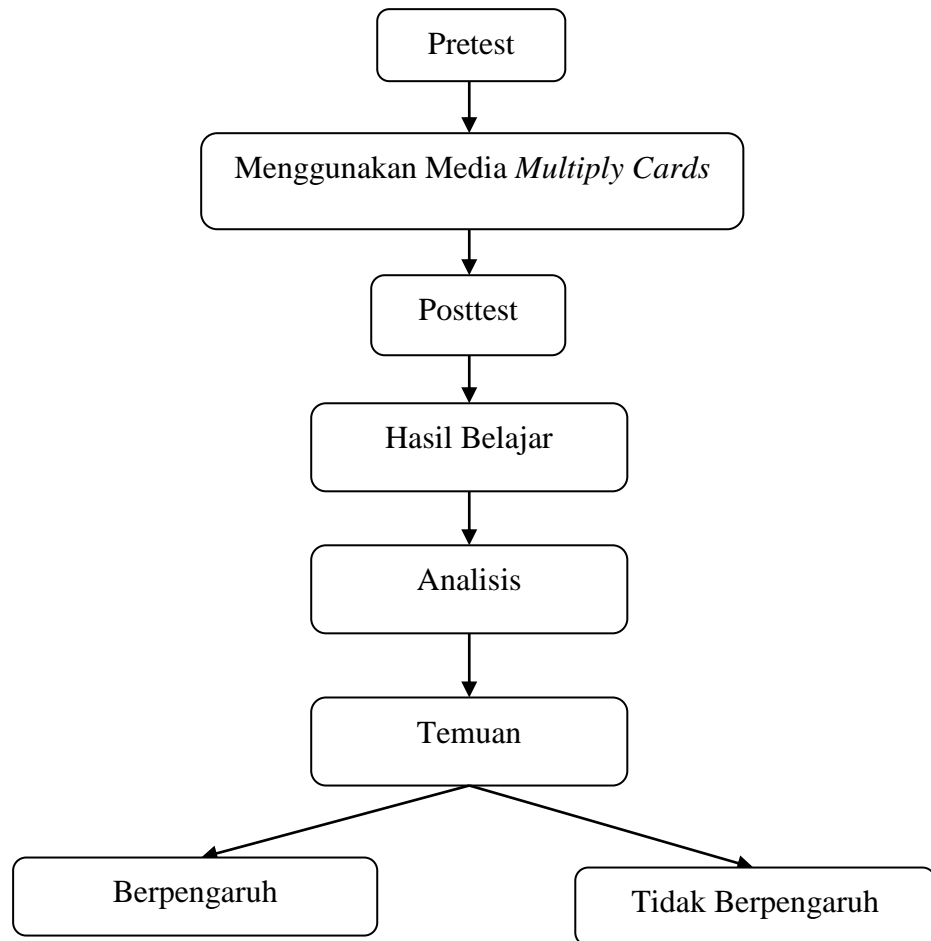 Pretest
Menggunakan Media Multiply Cards
Posttest
Hasil Belajar
Analisis
Temuan
Berpengaruh
Tidak Berpengaruh